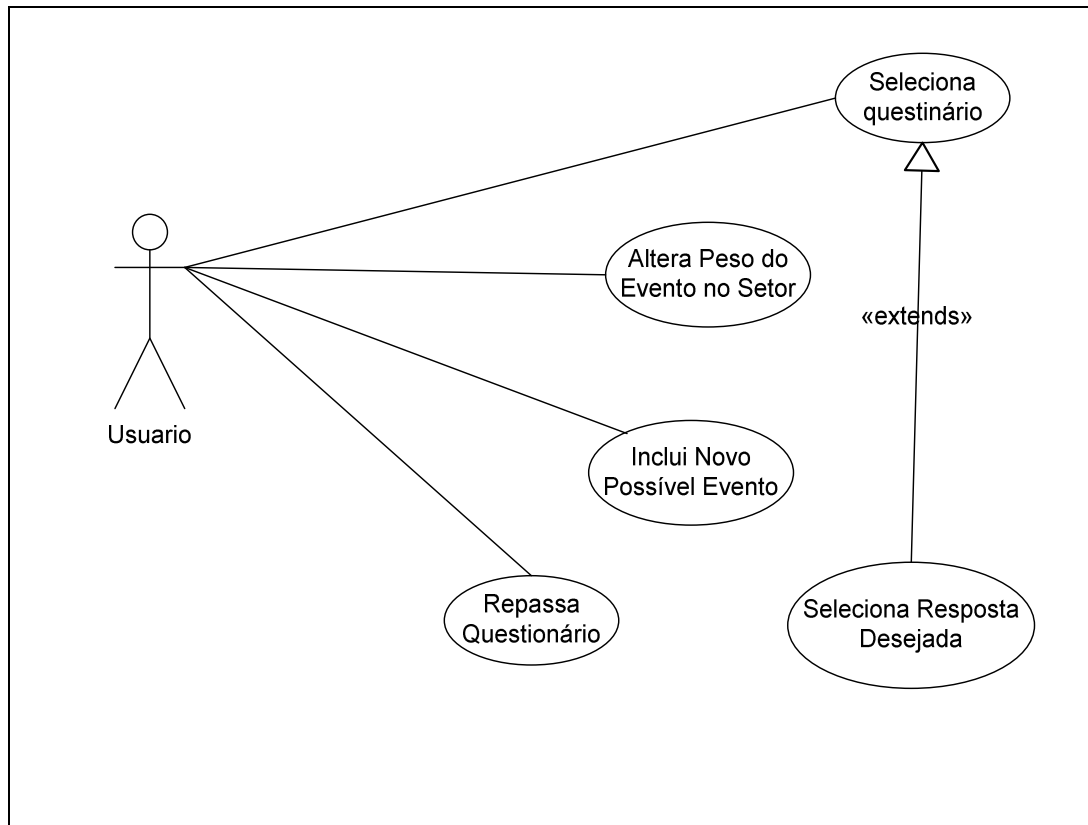 Seleciona
questinário
Altera Peso do
Evento no Setor
«extends»
Usuario
Inclui Novo
Possível Evento
Repassa
Questionário
Seleciona Resposta
Desejada